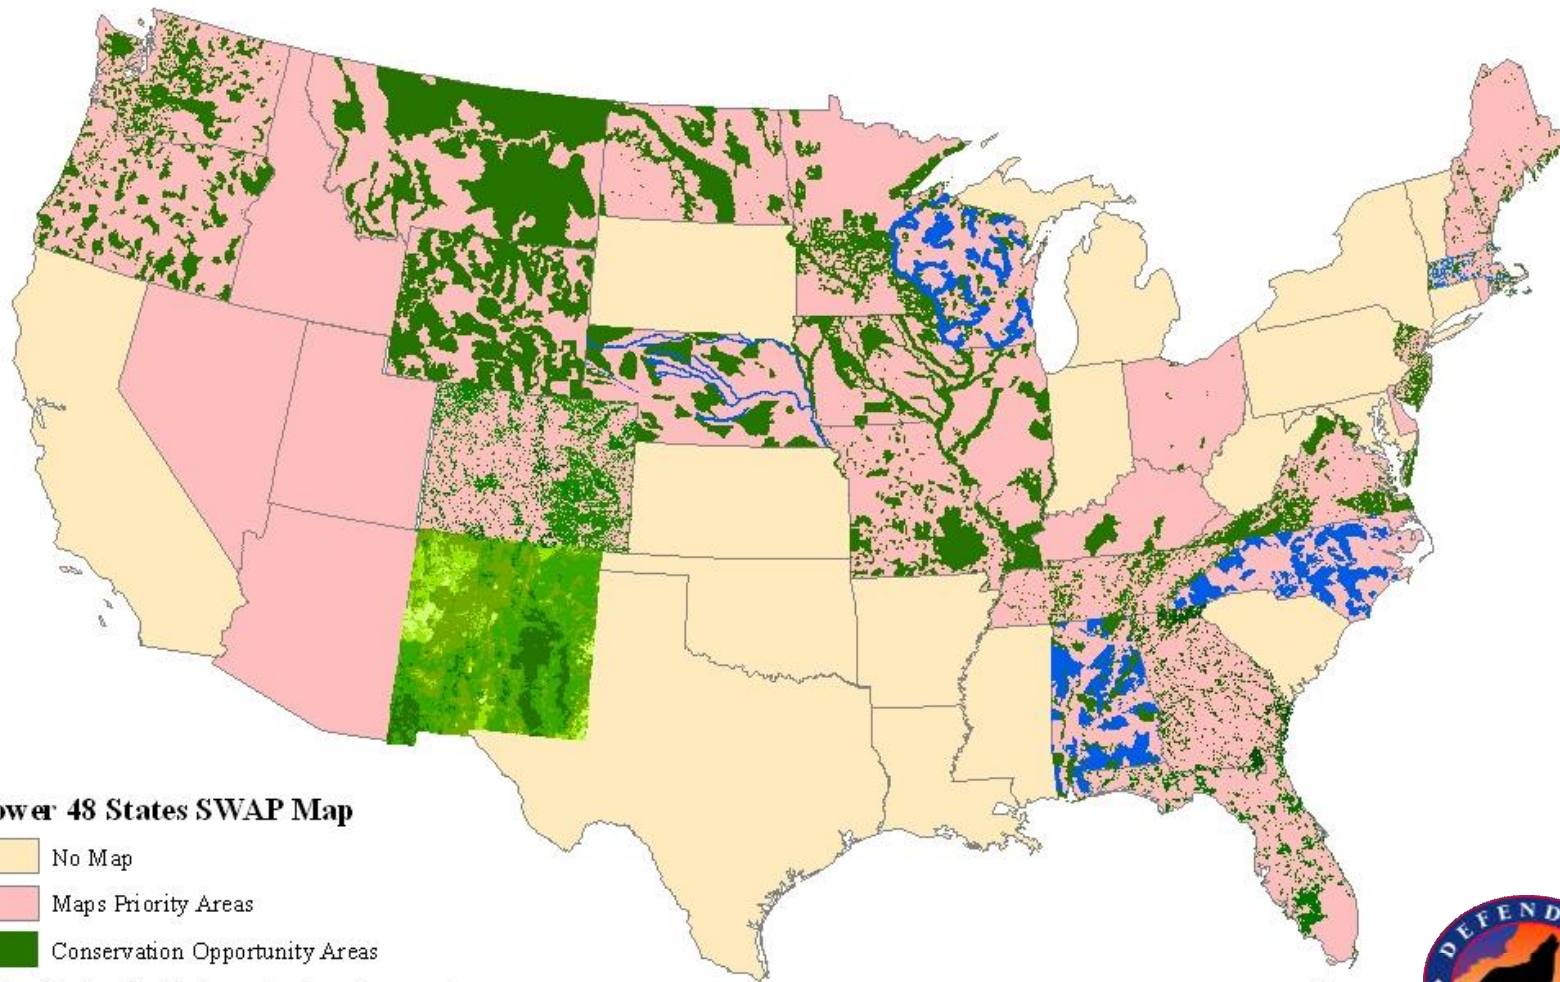 ower 48 States SWAP Map
No Map
Maps Priority Areas
Conservation Opportunity Areas
DEFEND